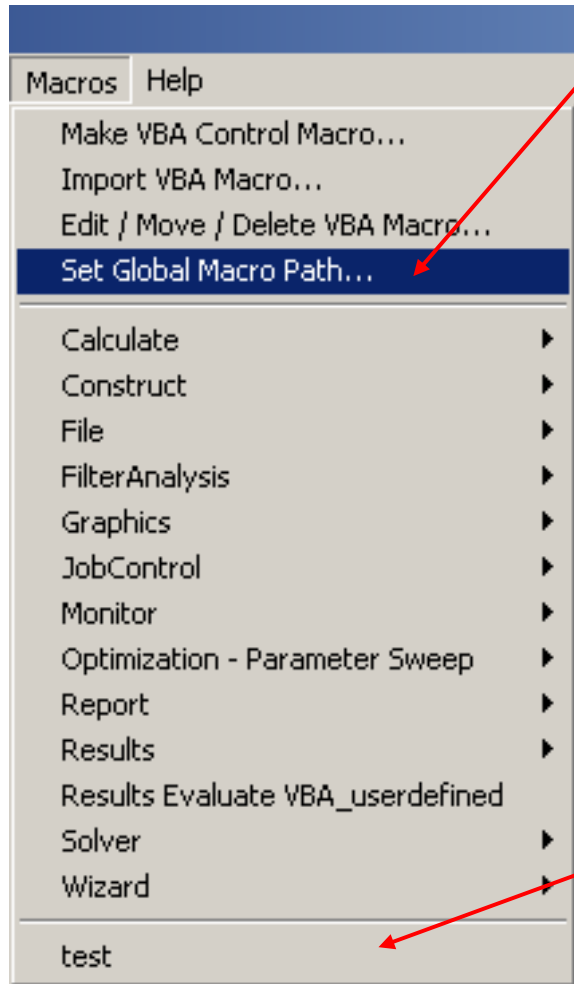 Macros Help
Make VBA Control Macro...
Import VBA Macro...
Edit / Move / Delete VBA Macro...
Set Global Macro Path...
Calculate
Construct
File
FilterAnalysis
Graphics
JobControl
Monitor
Optimization - Parameter Sweep
Report
Results
Results Evaluate VBA_userdefined
Solver
Wizard
test